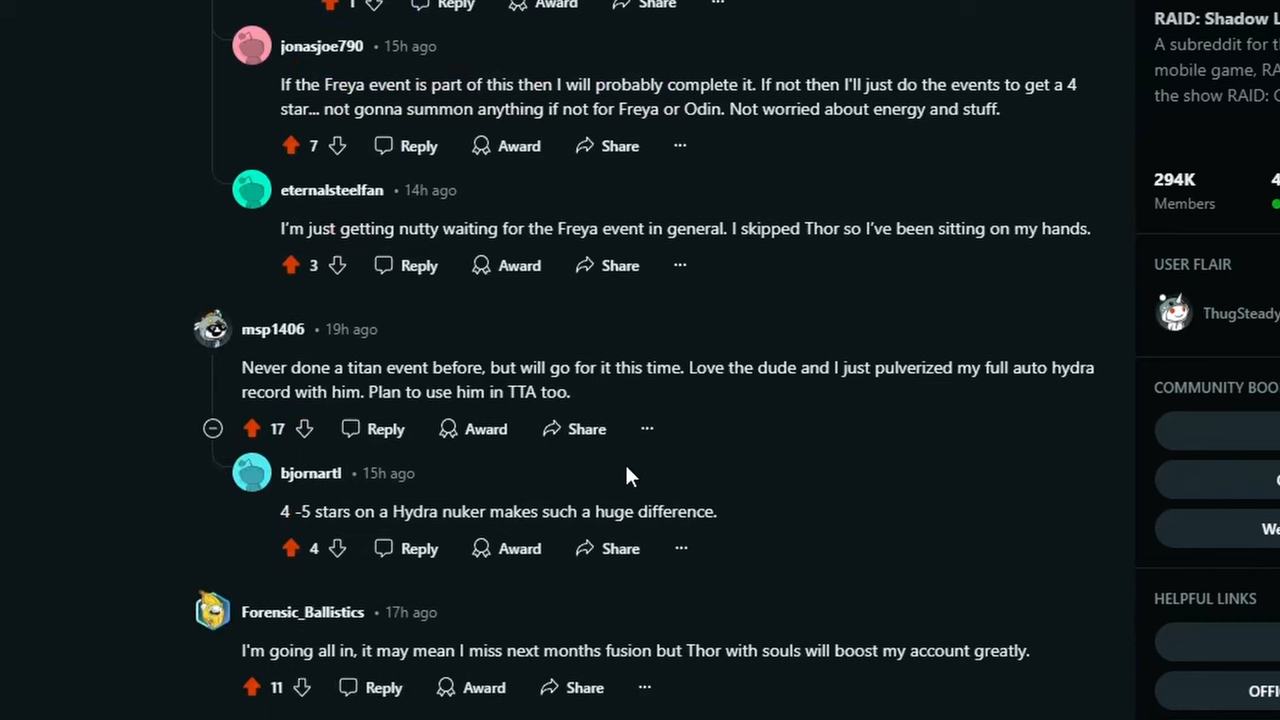 1 Reply Award Share ...
jonasjoe790 • 15h ago
If the Freya event is part of this then I will probably complete it. If not then I'll just do the events to get a 4
star... not gonna summon anything if not for Freya or Odin. Not worried about energy and stuff.
7 Reply Award Share ...
eternalsteelfan • 14h ago
I'm just getting nutty waiting for the Freya event in general. I skipped Thor so I've been sitting on my hands.
3 Reply Award Share ...
msp1406 • 19h ago
Never done a titan event before, but will go for it this time. Love the dude and I just pulverized my full auto hydra
record with him. Plan to use him in TTA too.
17 Reply Award Share ...
bjornartl • 15h ago
4 -5 stars on a Hydra nuker makes such a huge difference.
4 Reply Award Share ...
Forensic_Ballistics • 17h ago
I'm going all in, it may mean I miss next months fusion but Thor with souls will boost my account greatly.
11 Reply Award Share ...
RAID: Shadow L
A subreddit for t
mobile game, RA
the show RAID:
294K
Members
USER FLAIR
ThugSteady
COMMUNITY BOO
We
HELPFUL LINKS
OFFI